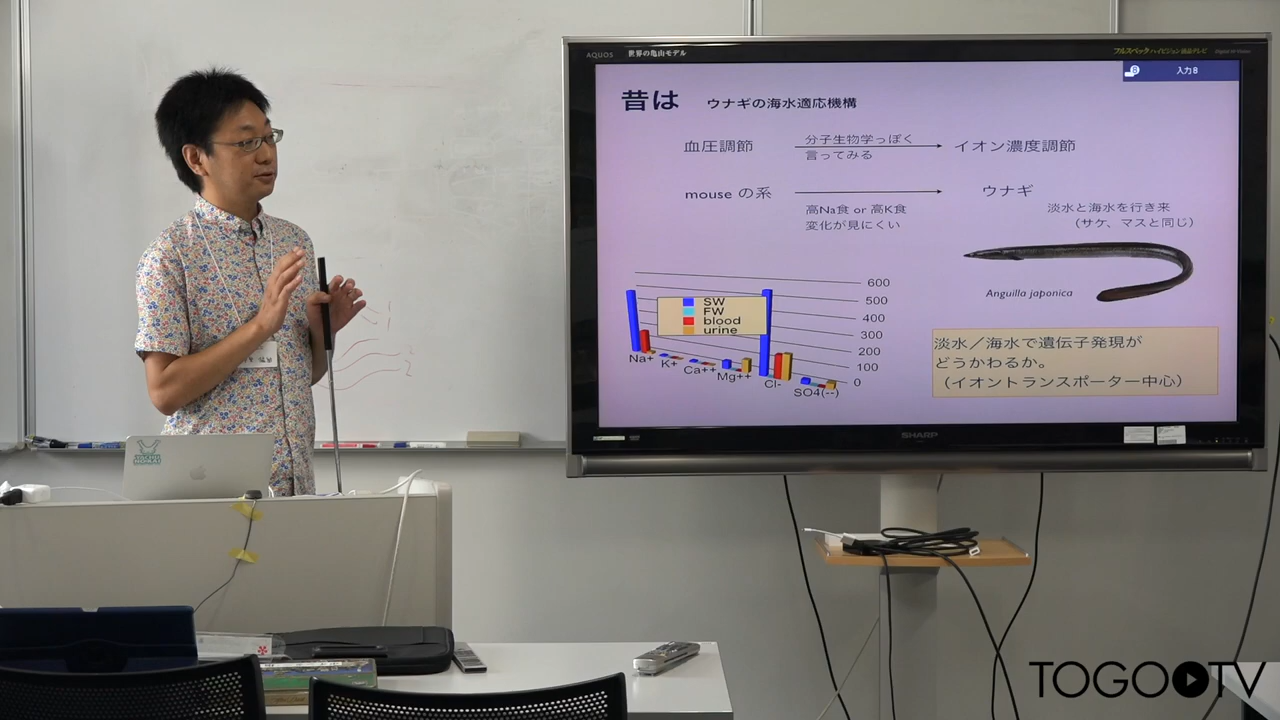 AQUOS 世界の亀山モデル
フルスペックハイビジョン液晶テレビ
入力8
昔は ウナギの海水適応機構
血圧調節 分子生物学っぽく イオン濃度調節
言ってみる
mouse の系 ウナギ
高Na食 or 高K食
変化が見にくい
淡水と海水を行き来
（サケ、マスと同じ）
Anguilla japonica
600
500
400
300
200
100
0
SW
FW
blood
urine
Na+
K+
Ca++
Mg++
Cl-
SO4(--)
淡水／海水で遺伝子発現が
どうかわるか。
（イオントランスポーター中心）
SHARP
TOGO TV